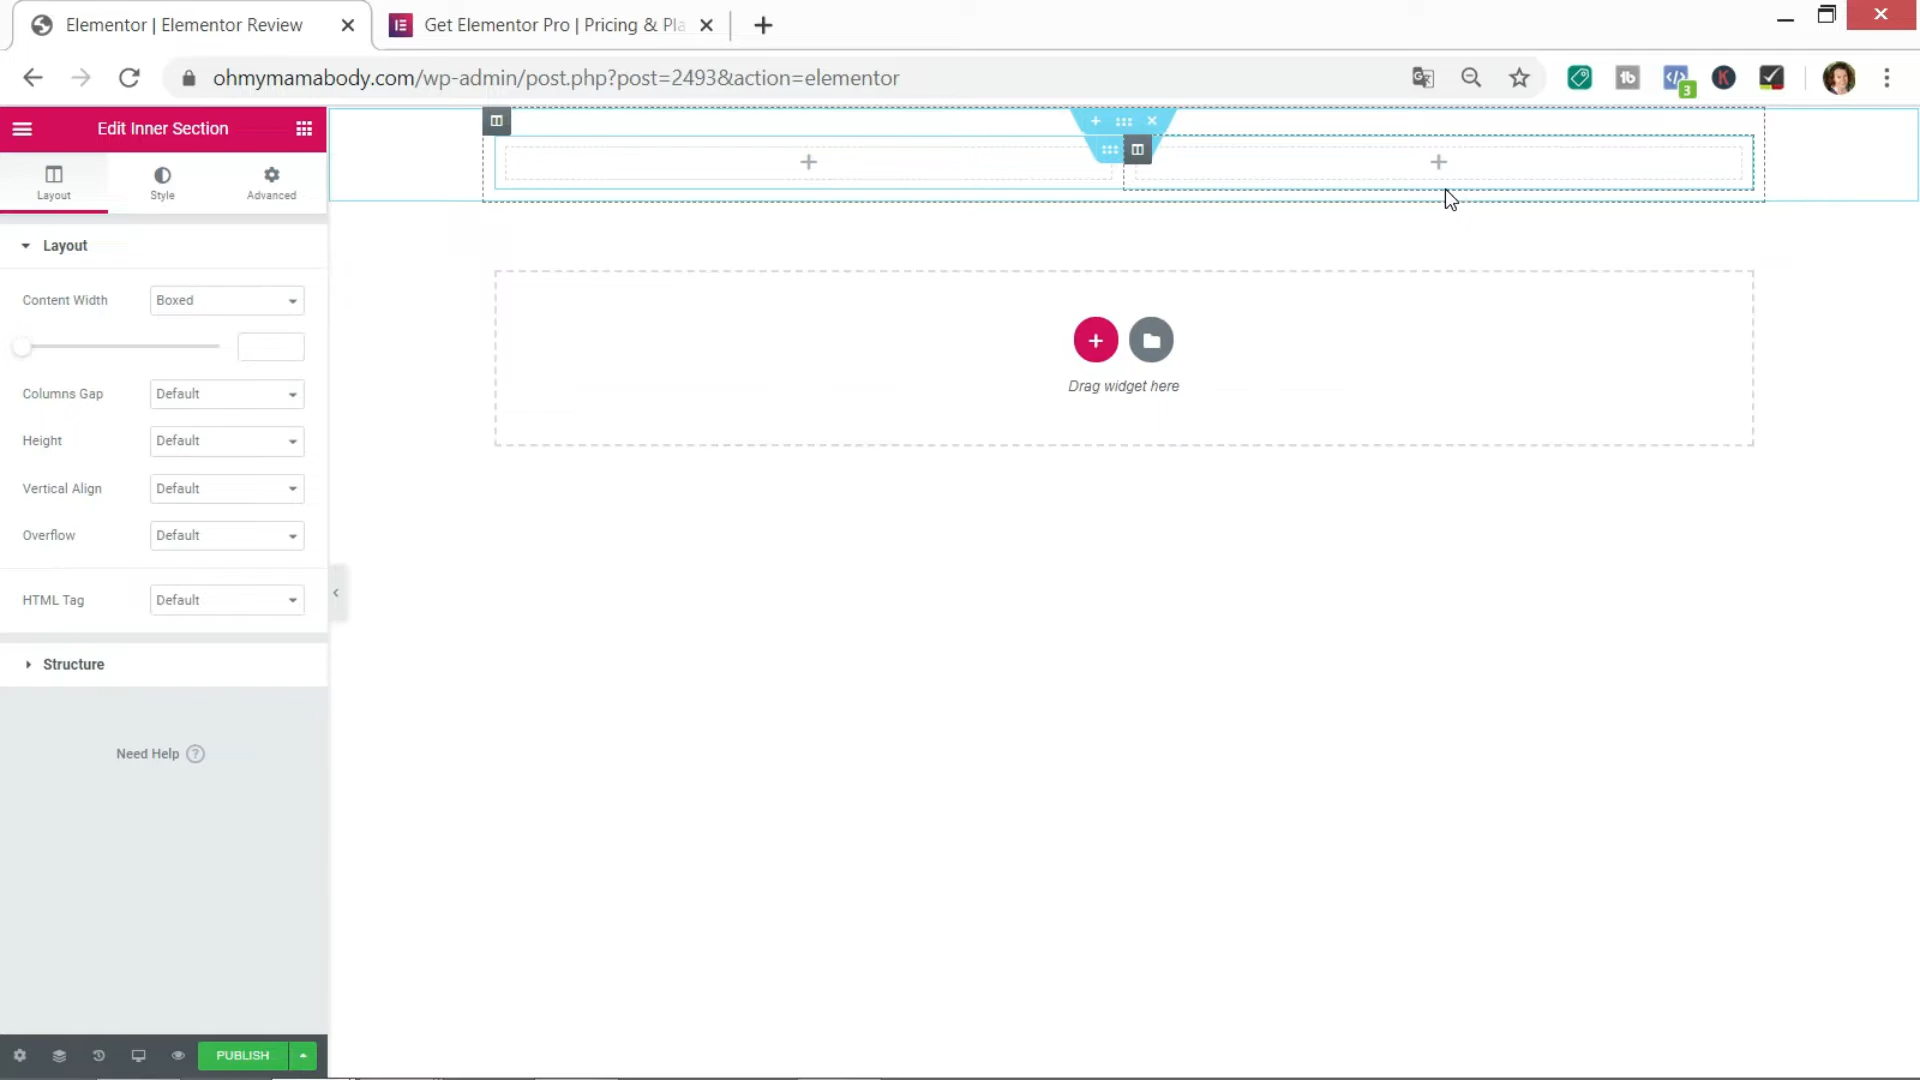 Elementor | Elementor Review
Get Elementor Pro | Pricing & Pla
ohmymamabody.com/wp-admin/post.php?post=2493&action=elementor
tb
</>
3
K
Edit Inner Section
Layout
Style
Advanced
Layout
Content Width
Boxed
Columns Gap
Default
Height
Default
Vertical Align
Default
Overflow
Default
HTML Tag
Default
Structure
Need Help ?
PUBLISH
Drag widget here